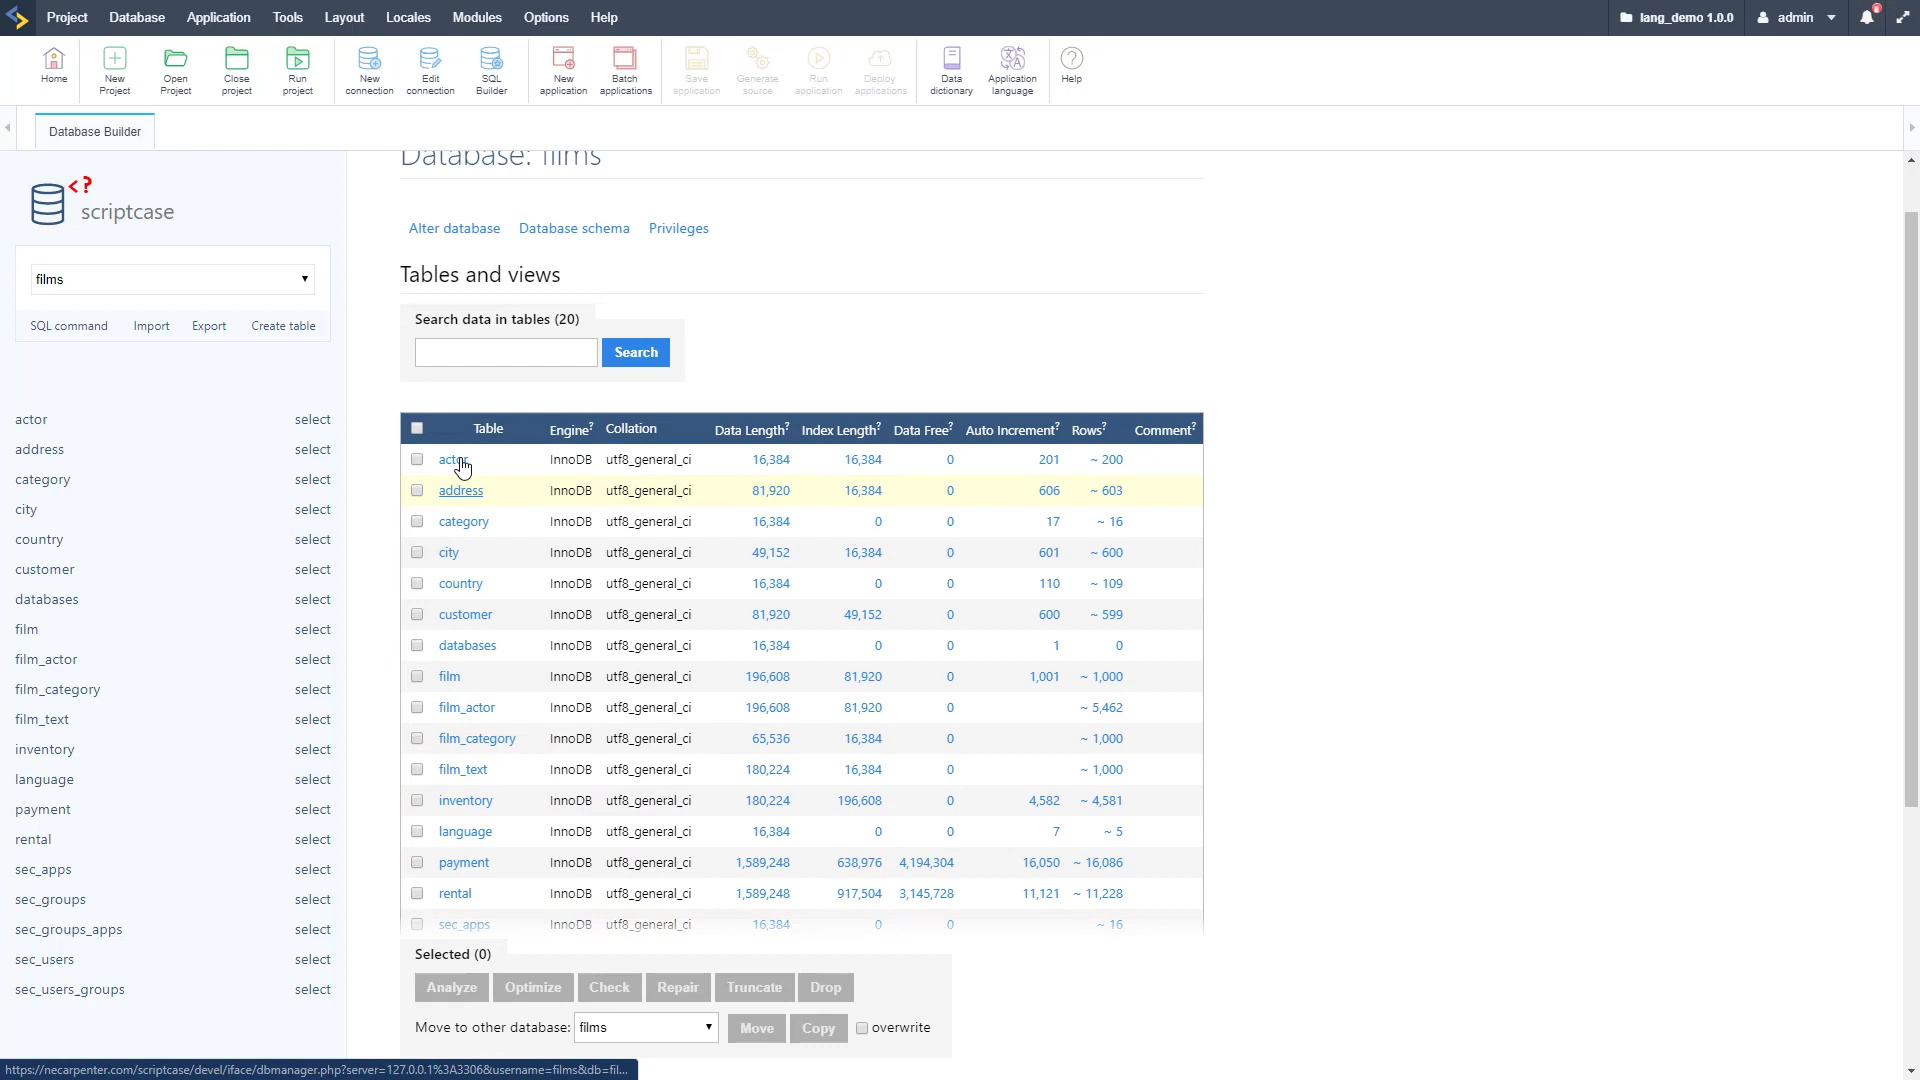 Project Database Application Tools Layout Locales Modules Options Help lang_demo 1.0.0 admin
Home
New Project
Open Project
Close project
Run project
New connection
Edit connection
SQL Builder
New application
Batch applications
Save application
Generate source
Run application
Deploy applications
Data dictionary
Application language
Help
Database Builder
<?
scriptcase
films
SQL command Import Export Create table
actor select
address select
category select
city select
country select
customer select
databases select
film select
film_actor select
film_category select
film_text select
inventory select
language select
payment select
rental select
sec_apps select
sec_groups select
sec_groups_apps select
sec_users select
sec_users_groups select
Database: films
Alter database Database schema Privileges
Tables and views
Search data in tables (20)
Search
Table Engine? Collation Data Length? Index Length? Data Free? Auto Increment? Rows? Comment?
actor InnoDB utf8_general_ci 16,384 16,384 0 201 ~ 200
address InnoDB utf8_general_ci 81,920 16,384 0 606 ~ 603
category InnoDB utf8_general_ci 16,384 0 0 17 ~ 16
city InnoDB utf8_general_ci 49,152 16,384 0 601 ~ 600
country InnoDB utf8_general_ci 16,384 0 0 110 ~ 109
customer InnoDB utf8_general_ci 81,920 49,152 0 600 ~ 599
databases InnoDB utf8_general_ci 16,384 0 0 1 0
film InnoDB utf8_general_ci 196,608 81,920 0 1,001 ~ 1,000
film_actor InnoDB utf8_general_ci 196,608 81,920 0 ~ 5,462
film_category InnoDB utf8_general_ci 65,536 16,384 0 ~ 1,000
film_text InnoDB utf8_general_ci 180,224 16,384 0 ~ 1,000
inventory InnoDB utf8_general_ci 180,224 196,608 0 4,582 ~ 4,581
language InnoDB utf8_general_ci 16,384 0 0 7 ~ 5
payment InnoDB utf8_general_ci 1,589,248 638,976 4,194,304 16,050 ~ 16,086
rental InnoDB utf8_general_ci 1,589,248 917,504 3,145,728 11,121 ~ 11,228
sec_apps InnoDB utf8_general_ci 16,384 0 0 ~ 16
Selected (0)
Analyze Optimize Check Repair Truncate Drop
Move to other database: films Move Copy overwrite
https://necarpenter.com/scriptcase/devel/iface/dbmanager.php?server=127.0.0.1%3A3306&username=films&db=fil...